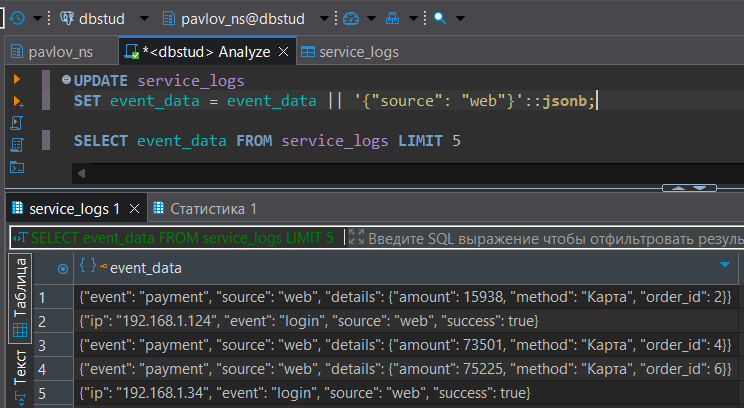 dbstud pavlov_ns@dbstud
pavlov_ns *<dbstud> Analyze service_logs
UPDATE service_logs
SET event_data = event_data || '{"source": "web"}'::jsonb;
SELECT event_data FROM service_logs LIMIT 5
service_logs 1 Статистика 1
SELECT event_data FROM service_logs LIMIT 5 Введите SQL выражение чтобы отфильтровать резуль
Таблица
Текст
event_data
1 {"event": "payment", "source": "web", "details": {"amount": 15938, "method": "Карта", "order_id": 2}}
2 {"ip": "192.168.1.124", "event": "login", "source": "web", "success": true}
3 {"event": "payment", "source": "web", "details": {"amount": 73501, "method": "Карта", "order_id": 4}}
4 {"event": "payment", "source": "web", "details": {"amount": 75225, "method": "Карта", "order_id": 6}}
5 {"ip": "192.168.1.34", "event": "login", "source": "web", "success": true}